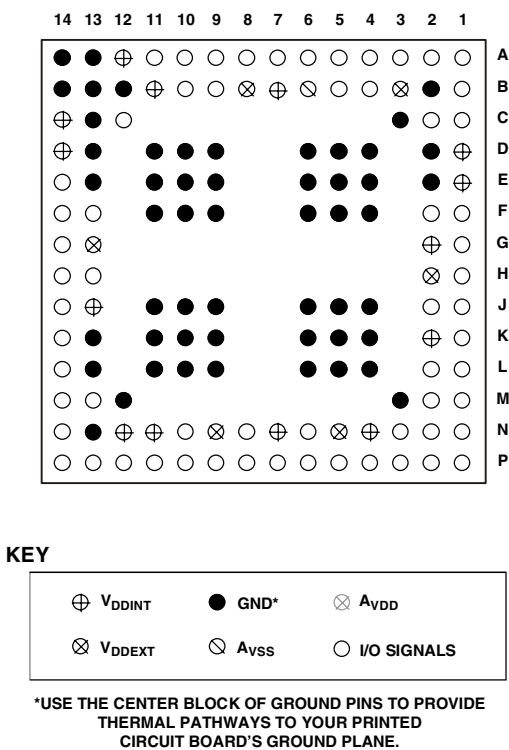 14 13 12 11 10 9 8 7 6 5 4 3 2 1
A
B
C
D
E
F
G
H
J
K
L
M
N
P
KEY
VDDINT GND* AVDD
VDDEXT AVSS I/O SIGNALS
*USE THE CENTER BLOCK OF GROUND PINS TO PROVIDE
THERMAL PATHWAYS TO YOUR PRINTED
CIRCUIT BOARD'S GROUND PLANE.